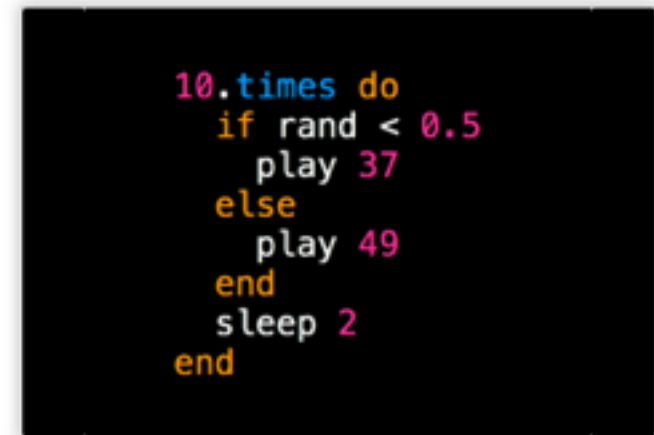 10.times do
  if rand < 0.5
    play 37
  else
    play 49
  end
  sleep 2
end